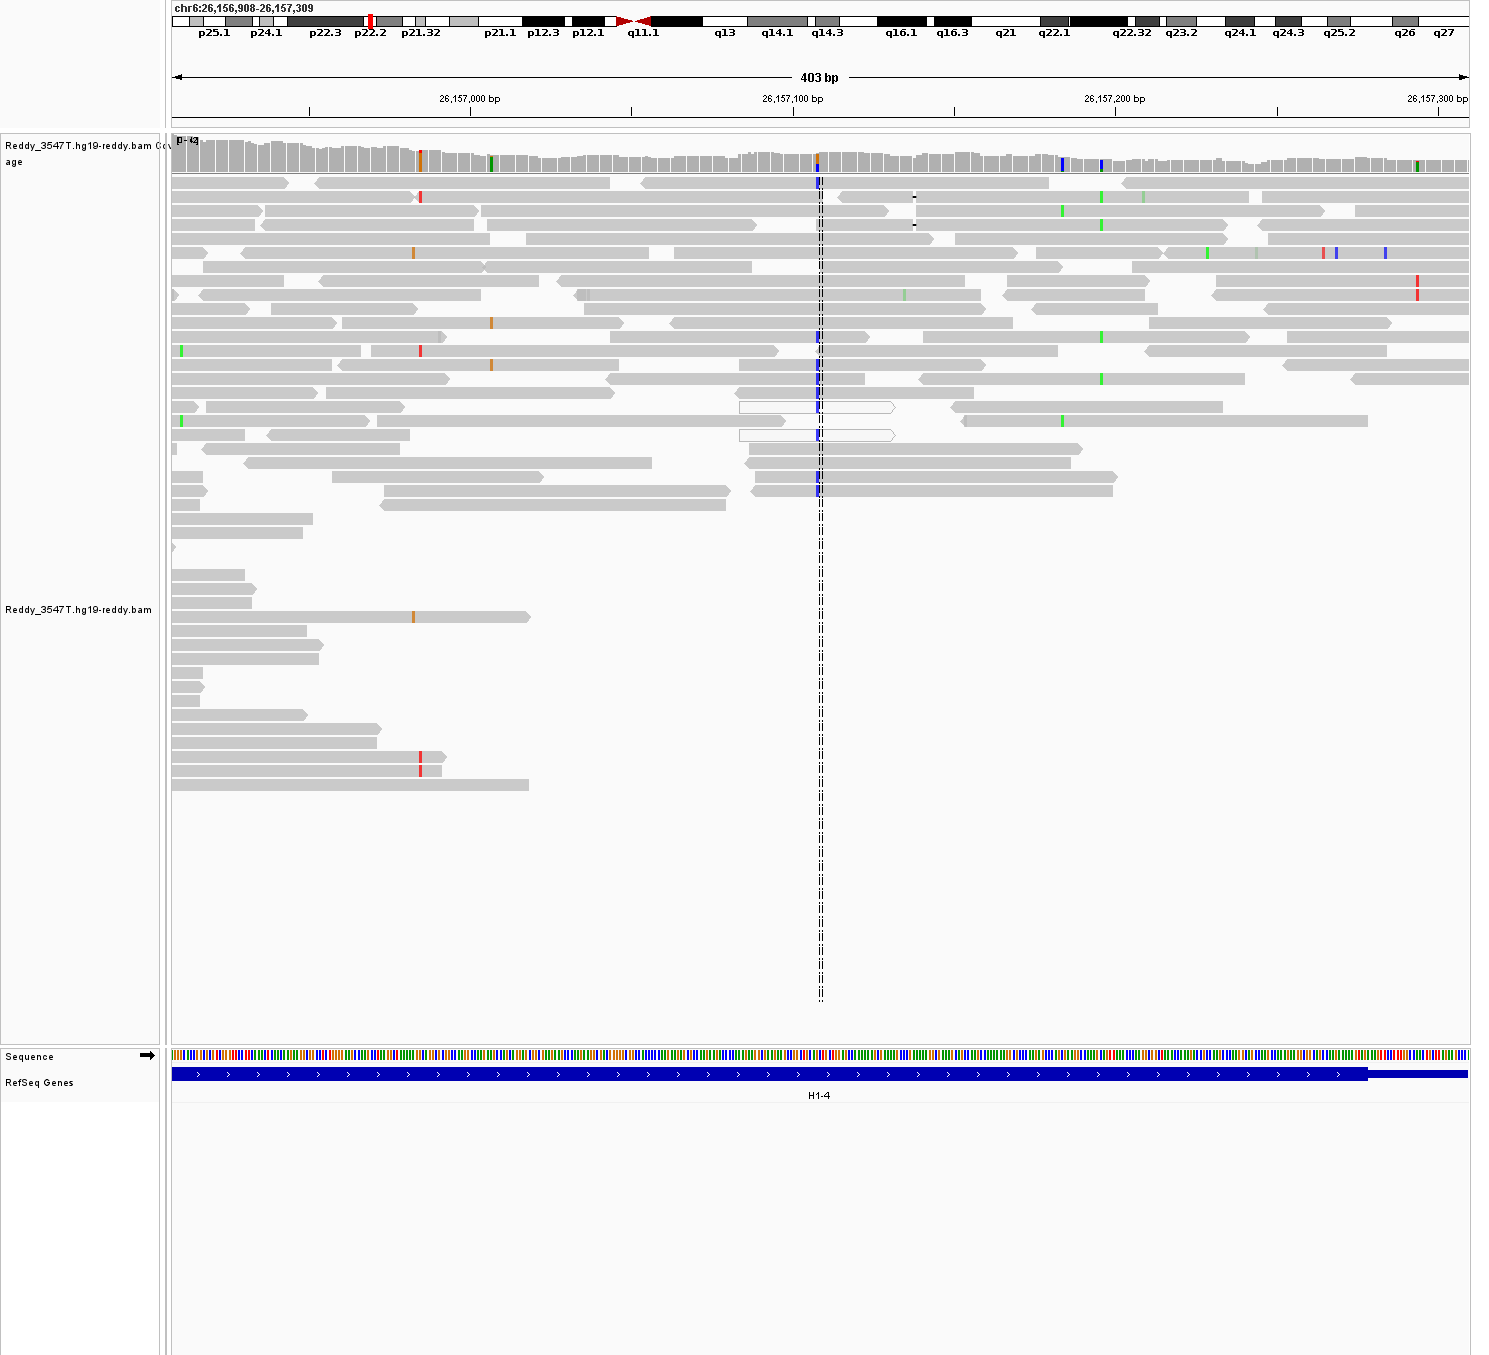 chr6:26,156,908-26,157,309
p25.1 p24.1 p22.3 p22.2 p21.32 p21.1 p12.3 p12.1 q11.1 q13 q14.1 q14.3 q16.1 q16.3 q21 q22.1 q22.32 q23.2 q24.1 q24.3 q25.2 q26 q27
403 bp
26,157,000 bp 26,157,100 bp 26,157,200 bp 26,157,300 bp
Reddy_3547T.hg19-reddy.bam Cov
age
Reddy_3547T.hg19-reddy.bam
Sequence
RefSeq Genes
H1-4